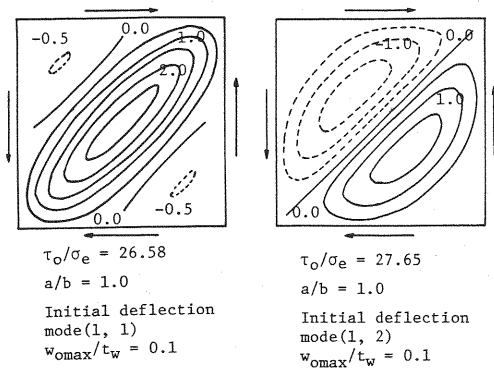 -0.5
0.0
1.0
2.0
0.0
-0.5
τo/σe = 26.58
a/b = 1.0
Initial deflection
mode(1, 1)
womax/tw = 0.1
-1.0
0.0
1.0
0.0
τo/σe = 27.65
a/b = 1.0
Initial deflection
mode(1, 2)
womax/tw = 0.1